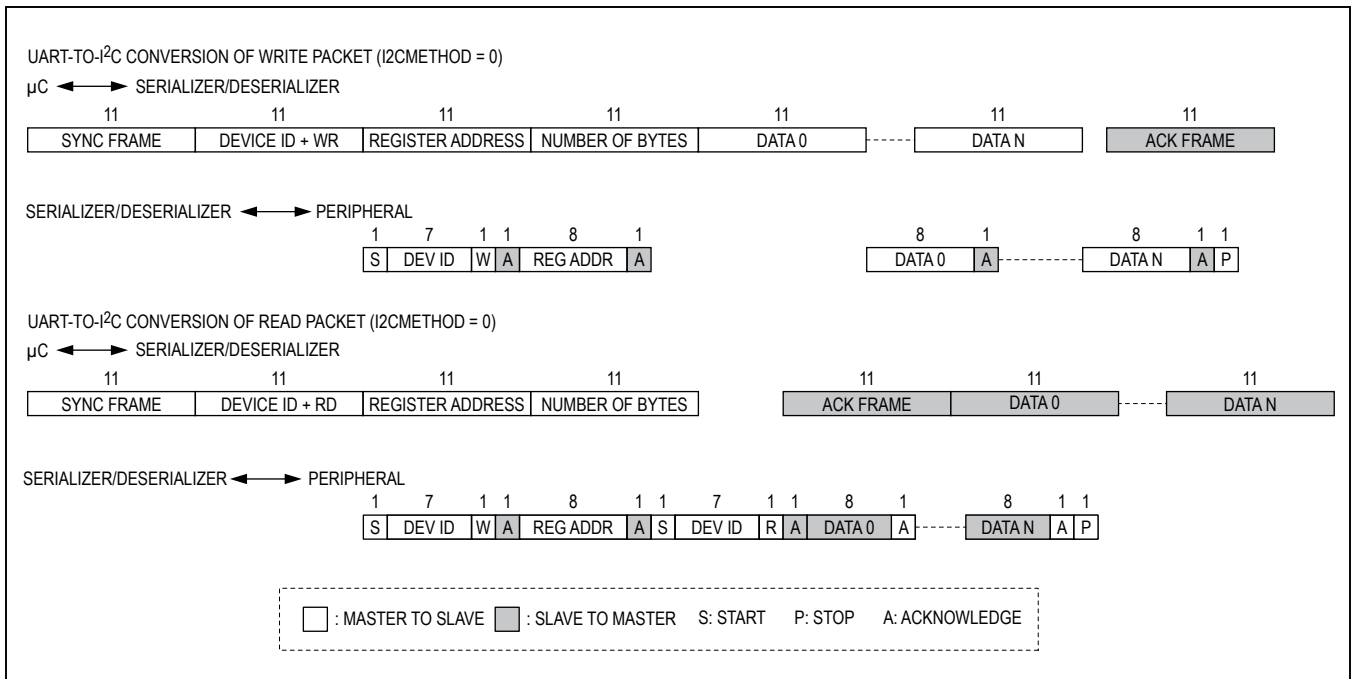 UART-TO-I2C CONVERSION OF WRITE PACKET (I2CMETHOD = 0)
µC SERIALIZER/DESERIALIZER
11 11 11 11 11 11 11
SYNC FRAME DEVICE ID + WR REGISTER ADDRESS NUMBER OF BYTES DATA 0 DATA N ACK FRAME
SERIALIZER/DESERIALIZER PERIPHERAL
1 7 1 1 8 1 8 1 8 1 1
S DEV ID W A REG ADDR A DATA 0 A DATA N A P
UART-TO-I2C CONVERSION OF READ PACKET (I2CMETHOD = 0)
µC SERIALIZER/DESERIALIZER
11 11 11 11 11 11 11
SYNC FRAME DEVICE ID + RD REGISTER ADDRESS NUMBER OF BYTES ACK FRAME DATA 0 DATA N
SERIALIZER/DESERIALIZER PERIPHERAL
1 7 1 1 8 1 1 7 1 1 8 1 8 1 1
S DEV ID W A REG ADDR A S DEV ID R A DATA 0 A DATA N A P
: MASTER TO SLAVE : SLAVE TO MASTER S: START P: STOP A: ACKNOWLEDGE